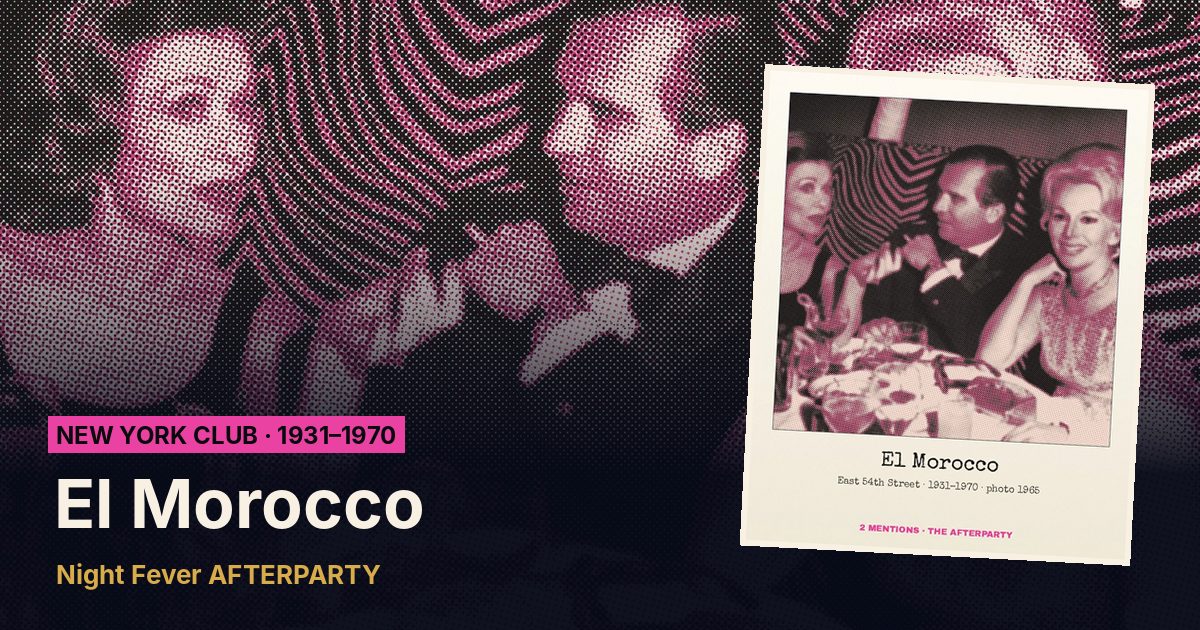 NEW YORK CLUB · 1931–1970
El Morocco
Night Fever AFTERPARTY
El Morocco
East 54th Street · 1931–1970 · photo 1965
2 MENTIONS · THE AFTERPARTY